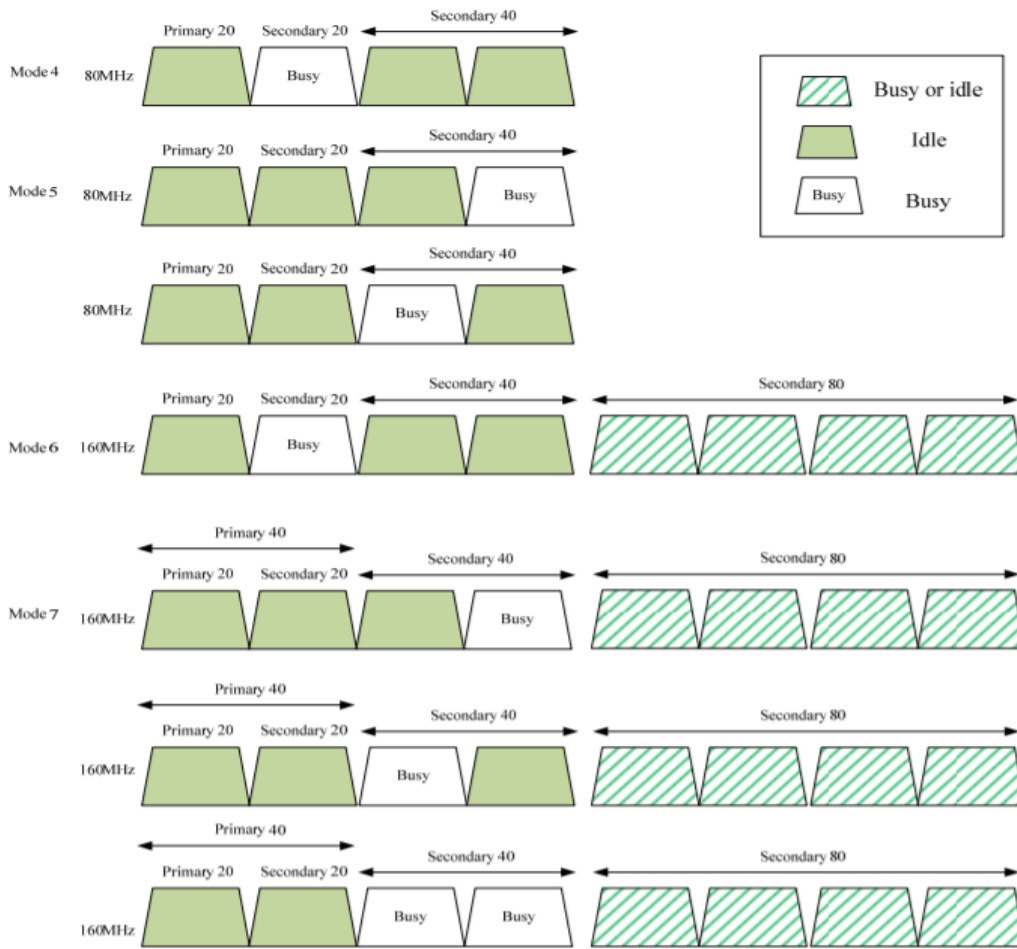 Primary 20 Secondary 20 Secondary 40
Mode 4 80MHz Busy
Busy or idle
Idle
Busy Busy
Primary 20 Secondary 20 Secondary 40
Mode 5 80MHz Busy
Primary 20 Secondary 20 Secondary 40
80MHz Busy
Primary 20 Secondary 20 Secondary 40 Secondary 80
Mode 6 160MHz Busy
Primary 40
Primary 20 Secondary 20 Secondary 40 Secondary 80
Mode 7 160MHz Busy
Primary 40
Primary 20 Secondary 20 Secondary 40 Secondary 80
160MHz Busy
Primary 40
Primary 20 Secondary 20 Secondary 40 Secondary 80
160MHz Busy Busy